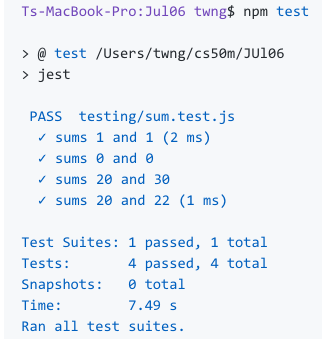 Ts-MacBook-Pro:Jul06 twng$ npm test
> @ test /Users/twng/cs50m/JUl06
> jest
PASS  testing/sum.test.js
✓ sums 1 and 1 (2 ms)
✓ sums 0 and 0
✓ sums 20 and 30
✓ sums 20 and 22 (1 ms)
Test Suites: 1 passed, 1 total
Tests:       4 passed, 4 total
Snapshots:   0 total
Time:        7.49 s
Ran all test suites.